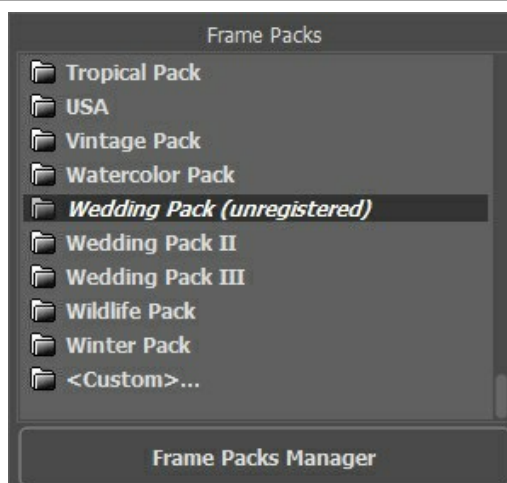 Frame Packs
Tropical Pack
USA
Vintage Pack
Watercolor Pack
Wedding Pack (unregistered)
Wedding Pack II
Wedding Pack III
Wildlife Pack
Winter Pack
<Custom>...
Frame Packs Manager